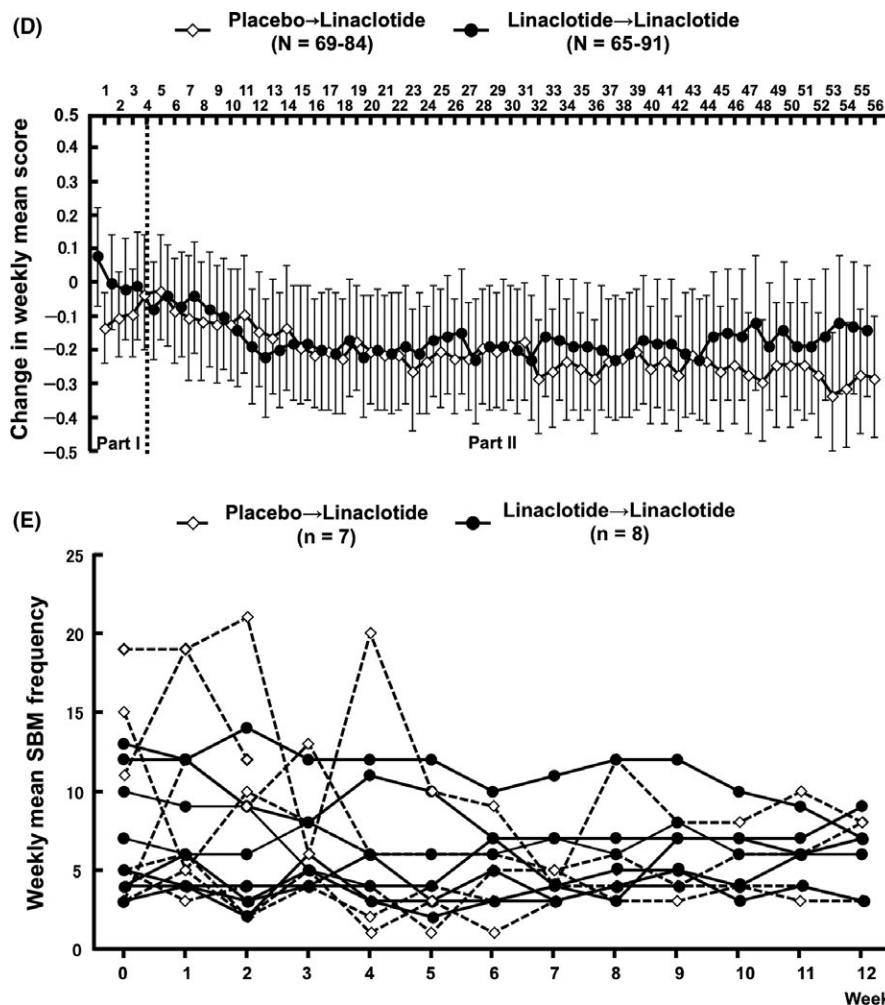 (D)
Placebo→Linaclotide
(N = 69-84)
Linaclotide→Linaclotide
(N = 65-91)
1 3 5 7 9 11 13 15 17 19 21 23 25 27 29 31 33 35 37 39 41 43 45 47 49 51 53 55
2 4 6 8 10 12 14 16 18 20 22 24 26 28 30 32 34 36 38 40 42 44 46 48 50 52 54 56
Change in weekly mean score
0.5
0.4
0.3
0.2
0.1
0
−0.1
−0.2
−0.3
−0.4
−0.5
Part I
Part II
(E)
Placebo→Linaclotide
(n = 7)
Linaclotide→Linaclotide
(n = 8)
Weekly mean SBM frequency
25
20
15
10
5
0
0 1 2 3 4 5 6 7 8 9 10 11 12
Week